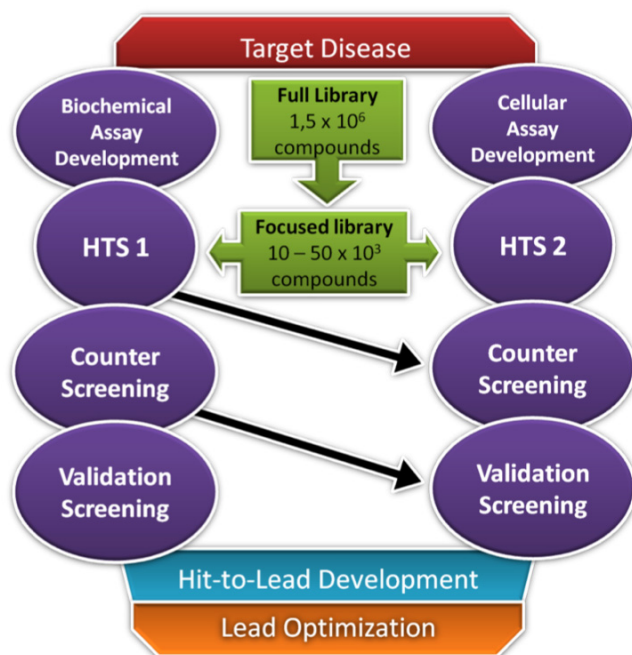 Target Disease
Biochemical
Assay
Development
Full Library
1,5 x 10⁶
compounds
Cellular
Assay
Development
HTS 1
Focused library
10 – 50 x 10³
compounds
HTS 2
Counter
Screening
Counter
Screening
Validation
Screening
Validation
Screening
Hit-to-Lead Development
Lead Optimization